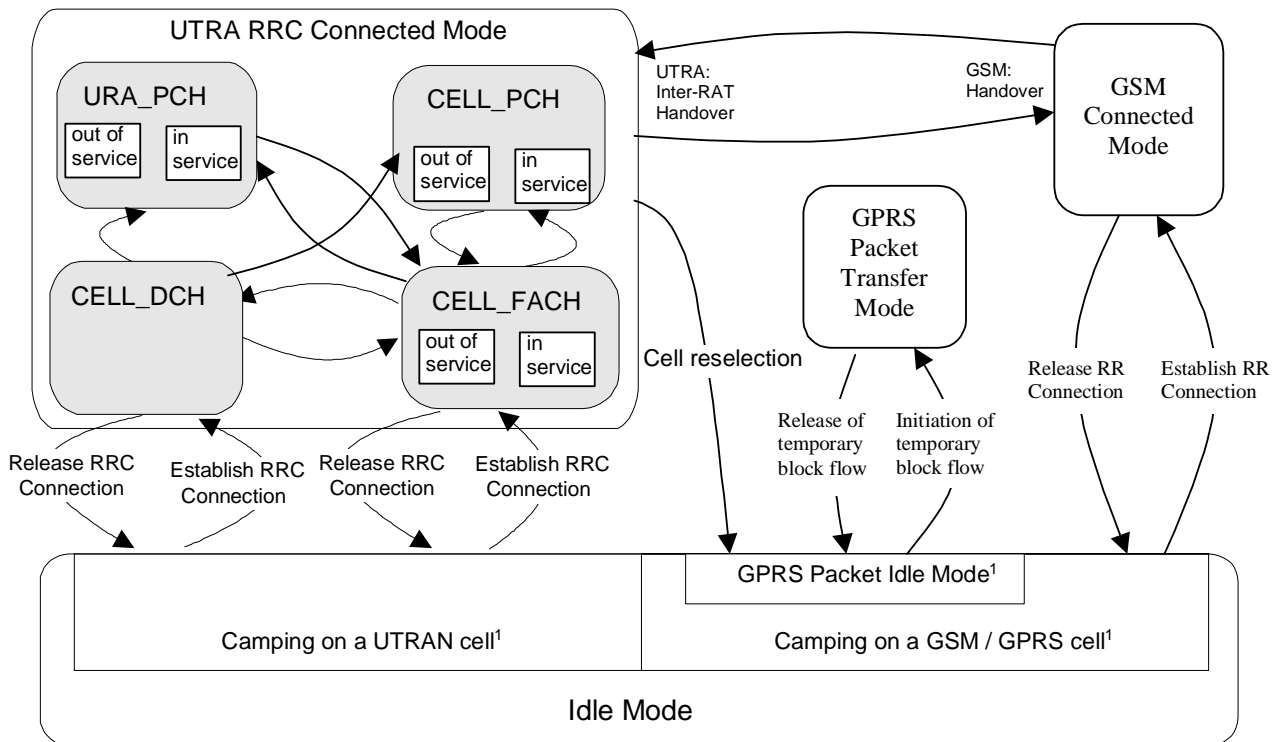 UTRA RRC Connected Mode
URA_PCH
out of
service
in
service
CELL_PCH
out of
service
in
service
CELL_DCH
CELL_FACH
out of
service
in
service
UTRA:
Inter-RAT
Handover
GSM:
Handover
GSM
Connected
Mode
GPRS
Packet
Transfer
Mode
Cell reselection
Release RR
Connection
Establish RR
Connection
Release of
temporary
block flow
Initiation of
temporary
block flow
Release RRC
Connection
Establish RRC
Connection
Release RRC
Connection
Establish RRC
Connection
GPRS Packet Idle Mode¹
Camping on a UTRAN cell¹
Camping on a GSM / GPRS cell¹
Idle Mode